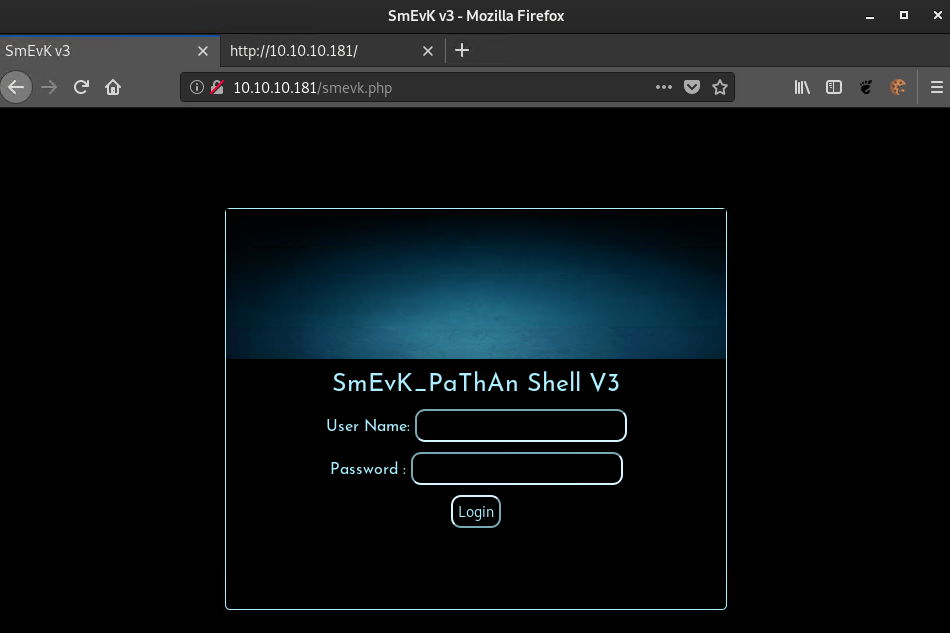 SmEvK v3 - Mozilla Firefox
SmEvK v3 http://10.10.10.181/
10.10.10.181/smevk.php
SmEvK_PaThAn Shell V3
User Name:
Password :
Login